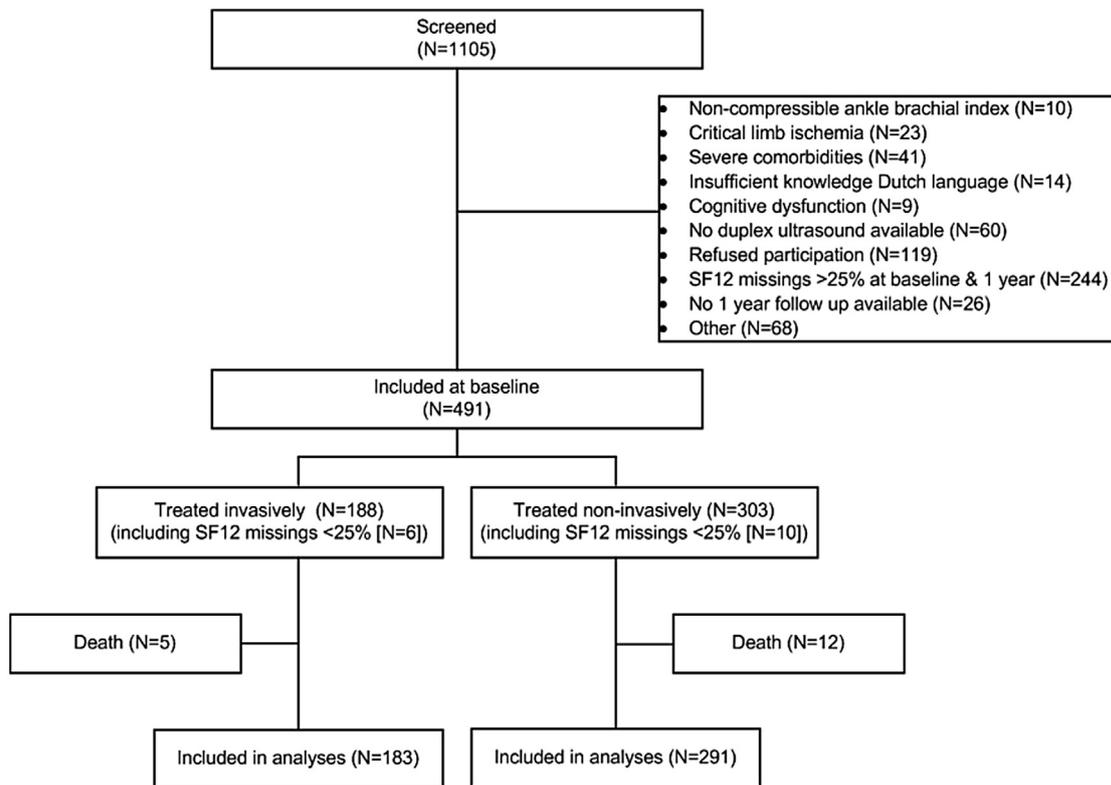 Screened
(N=1105)
• Non-compressible ankle brachial index (N=10)
• Critical limb ischemia (N=23)
• Severe comorbidities (N=41)
• Insufficient knowledge Dutch language (N=14)
• Cognitive dysfunction (N=9)
• No duplex ultrasound available (N=60)
• Refused participation (N=119)
• SF12 missings >25% at baseline & 1 year (N=244)
• No 1 year follow up available (N=26)
• Other (N=68)
Included at baseline
(N=491)
Treated invasively (N=188)
(including SF12 missings <25% [N=6])
Treated non-invasively (N=303)
(including SF12 missings <25% [N=10])
Death (N=5)
Death (N=12)
Included in analyses (N=183)
Included in analyses (N=291)